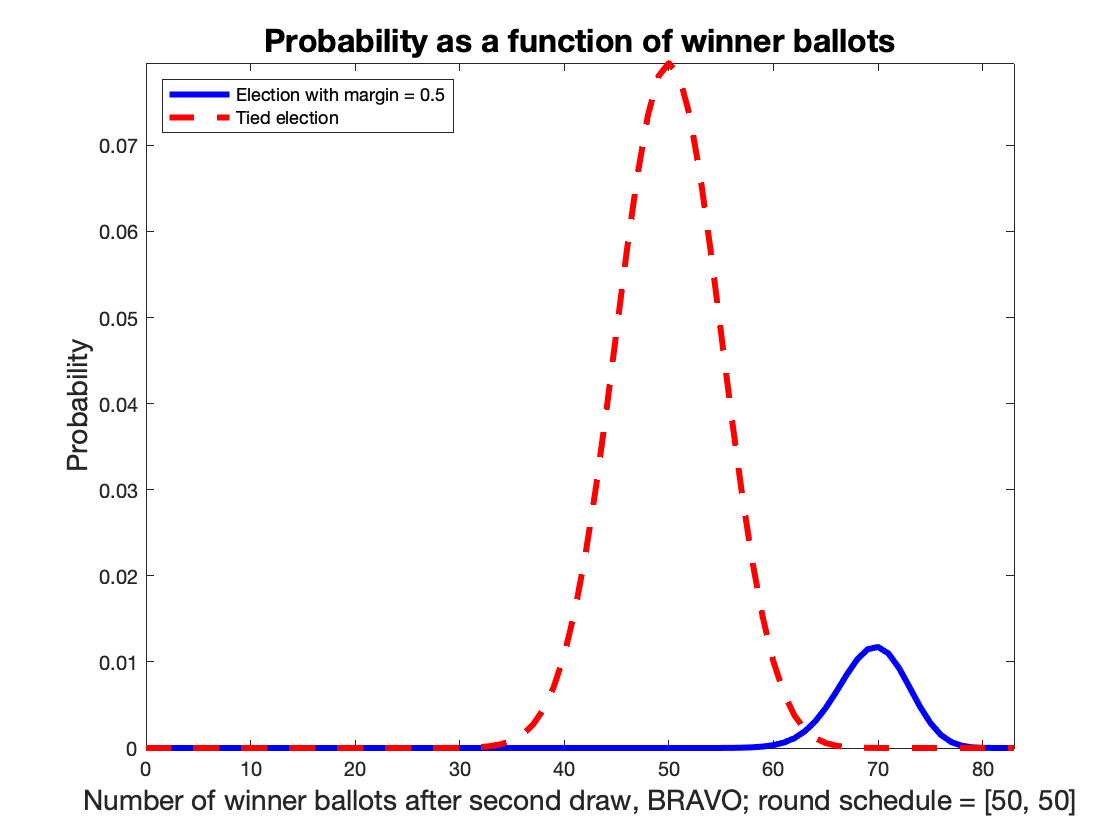 Probability as a function of winner ballots
Election with margin = 0.5
Tied election
0.07
0.06
0.05
0.04
0.03
0.02
0.01
0
Probability
0 10 20 30 40 50 60 70 80
Number of winner ballots after second draw, BRAVO; round schedule = [50, 50]